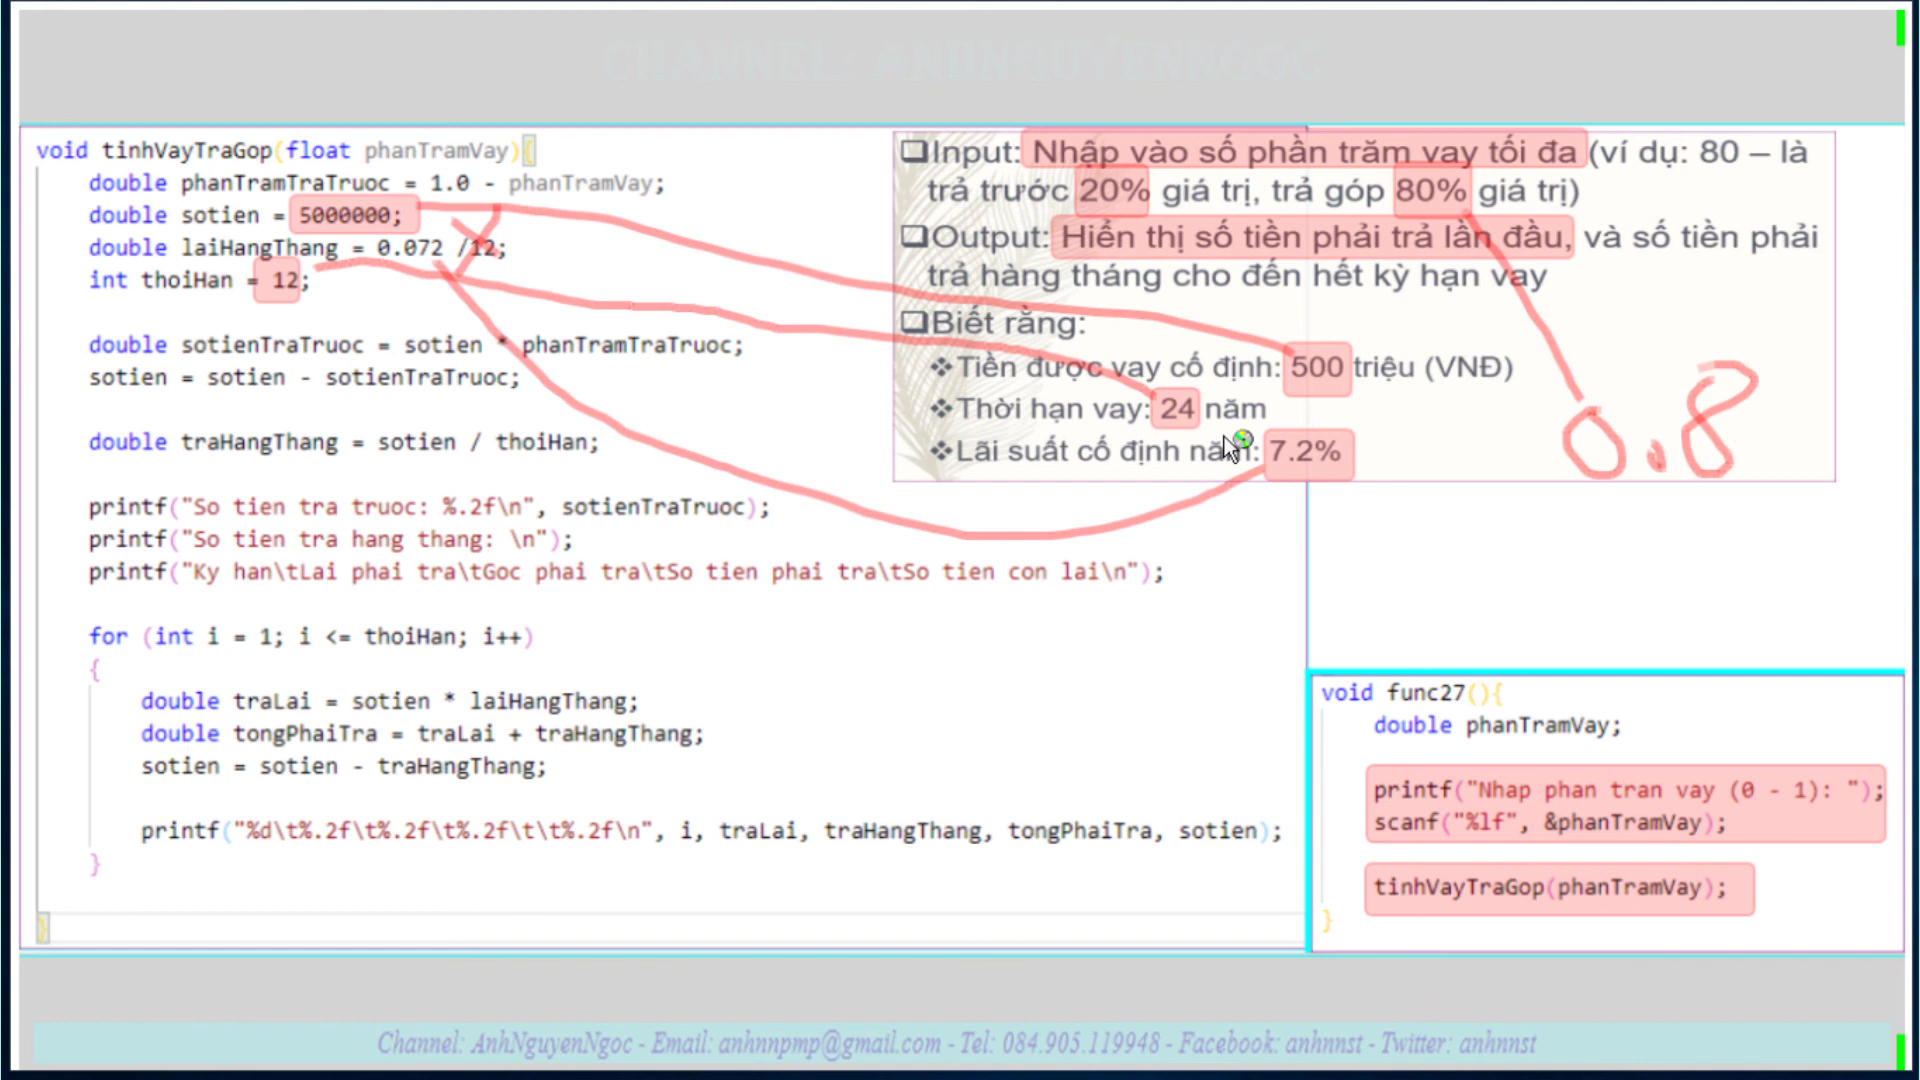 CHANNEL: ANHNGUYENNGOC
void tinhVayTraGop(float phanTramVay){
double phanTramTraTruoc = 1.0 - phanTramVay;
double sotien = 5000000;
double laiHangThang = 0.072 /12;
int thoiHan = 12;
double sotienTraTruoc = sotien * phanTramTraTruoc;
sotien = sotien - sotienTraTruoc;
double traHangThang = sotien / thoiHan;
printf("So tien tra truoc: %.2f\n", sotienTraTruoc);
printf("So tien tra hang thang: \n");
printf("Ky han\tLai phai tra\tGoc phai tra\tSo tien phai tra\tSo tien con lai\n");
for (int i = 1; i <= thoiHan; i++)
{
double traLai = sotien * laiHangThang;
double tongPhaiTra = traLai + traHangThang;
sotien = sotien - traHangThang;
printf("%d\t%.2f\t%.2f\t%.2f\t\t%.2f\n", i, traLai, traHangThang, tongPhaiTra, sotien);
}
}
❑Input: Nhập vào số phần trăm vay tối đa (ví dụ: 80 – là
trả trước 20% giá trị, trả góp 80% giá trị)
❑Output: Hiển thị số tiền phải trả lần đầu, và số tiền phải
trả hàng tháng cho đến hết kỳ hạn vay
❑Biết rằng:
❖Tiền được vay cố định: 500 triệu (VNĐ)
❖Thời hạn vay: 24 năm
❖Lãi suất cố định năm: 7.2%
0.8
void func27(){
double phanTramVay;
printf("Nhap phan tran vay (0 - 1): ");
scanf("%lf", &phanTramVay);
tinhVayTraGop(phanTramVay);
}
Channel: AnhNguyenNgoc - Email: anhnnpmp@gmail.com - Tel: 084.905.119948 - Facebook: anhnnst - Twitter: anhnnst